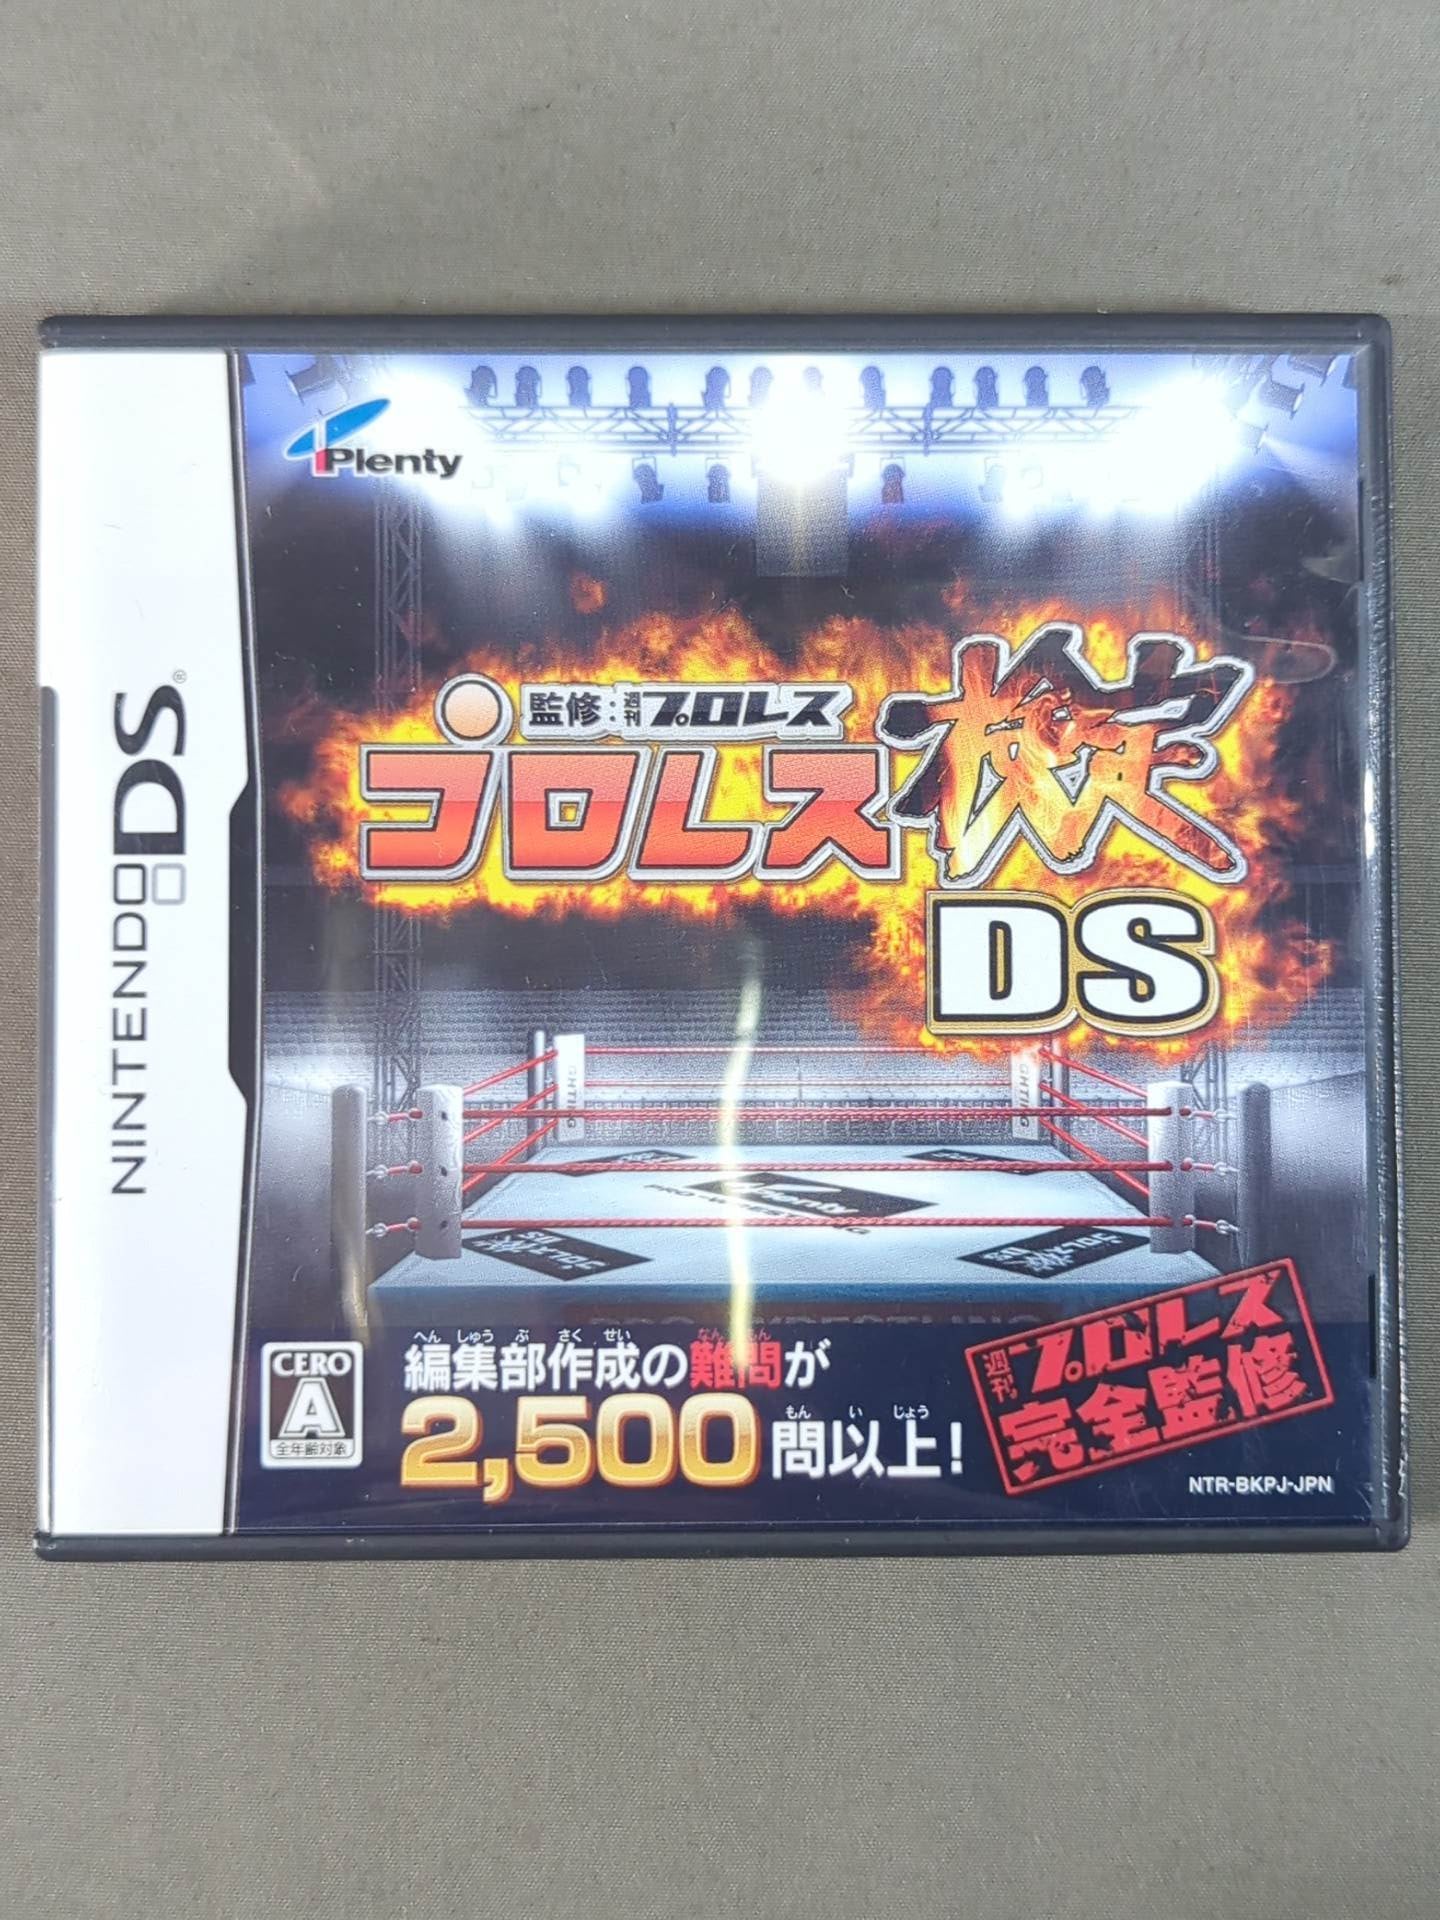 Plenty
NINTENDO DS®
監修:週刊プロレス
プロレス検定
DS
FIGHTING
Plenty
へんしゅうぶさくせい なんもん
編集部作成の難問が
もんいじょう
2,500問以上!
CERO
A
全年齢対象
週刊プロレス
完全監修
NTR-BKPJ-JPN